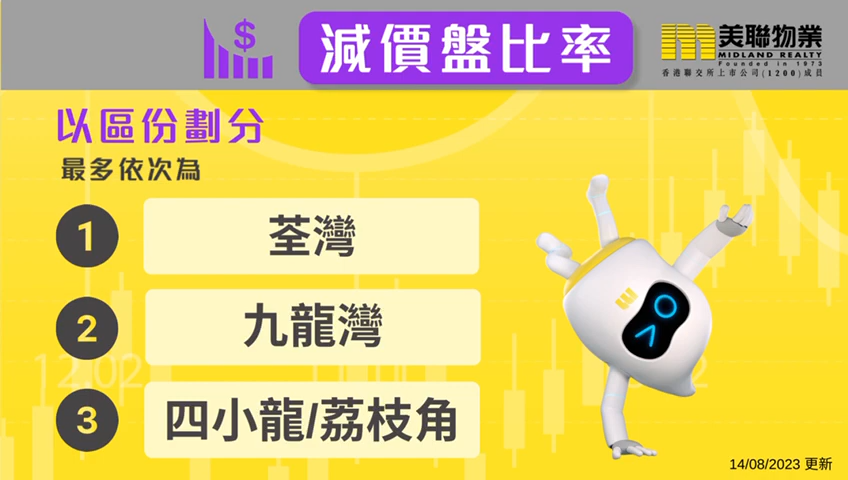 $
減價盤比率
美聯物業
MIDLAND REALTY
Founded in 1973
香港聯交所上市公司(1200)成員
以區份劃分
最多依次為
1
荃灣
2
九龍灣
3
四小龍/荔枝角
12.02
14/08/2023 更新